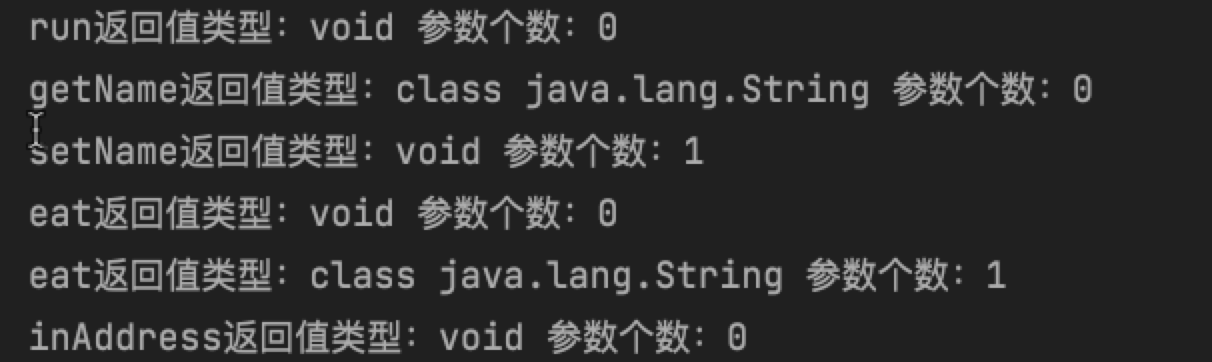 run返回值类型：void 参数个数：0
getName返回值类型：class java.lang.String 参数个数：0
setName返回值类型：void 参数个数：1
eat返回值类型：void 参数个数：0
eat返回值类型：class java.lang.String 参数个数：1
inAddress返回值类型：void 参数个数：0